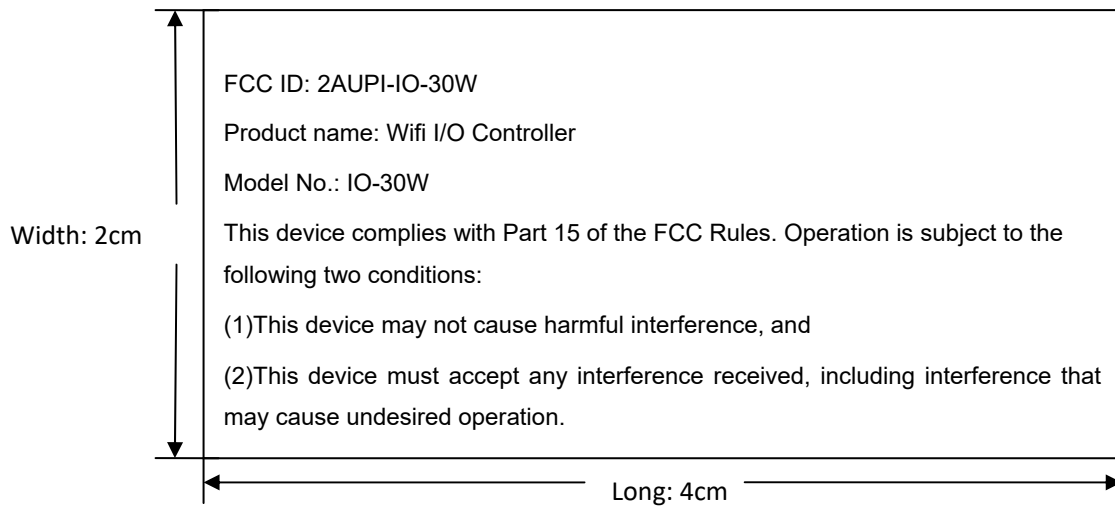 FCC ID: 2AUPI-IO-30W
Product name: Wifi I/O Controller
Model No.: IO-30W
Width: 2cm
This device complies with Part 15 of the FCC Rules. Operation is subject to the
following two conditions:
(1)This device may not cause harmful interference, and
(2)This device must accept any interference received, including interference that
may cause undesired operation.
Long: 4cm